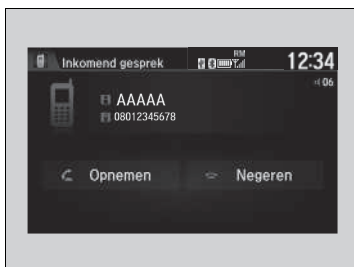 Inkomend gesprek RM 12:34
06
AAAAA
08012345678
Opnemen Negeren